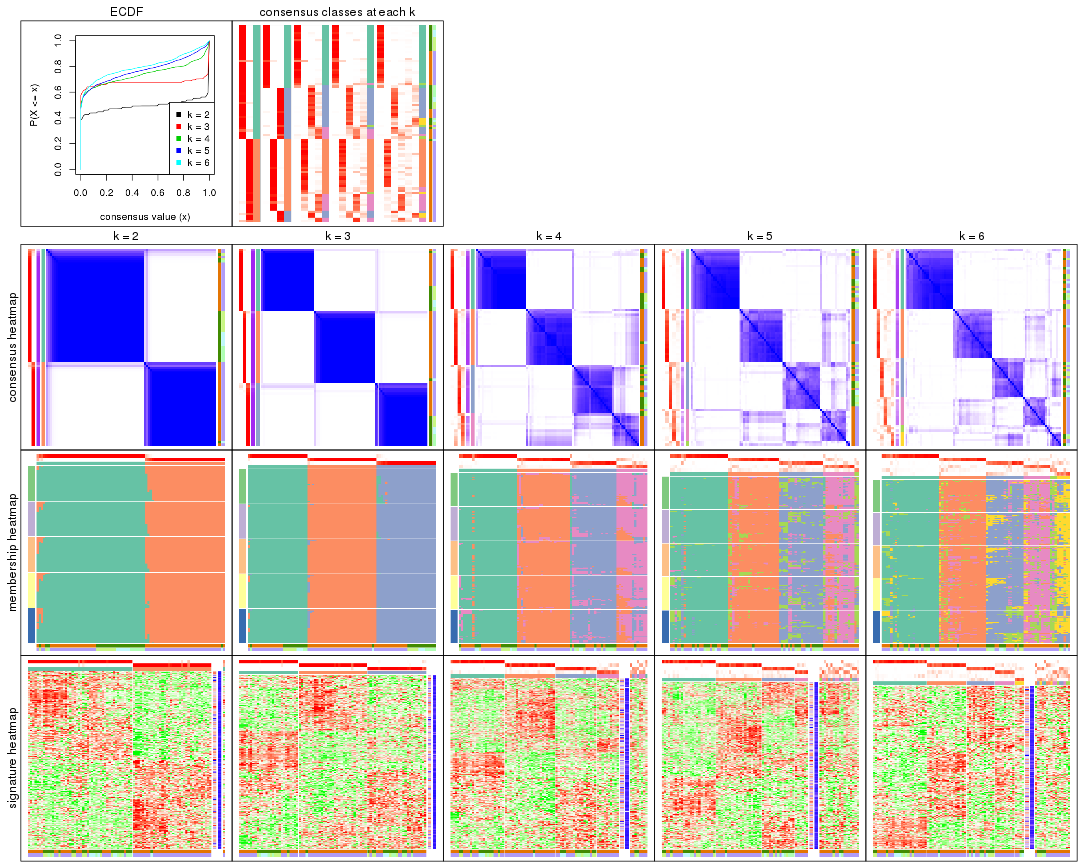 ECDF
consensus classes at each k
P(X <= x)
0.0 0.2 0.4 0.6 0.8 1.0
k = 2
k = 3
k = 4
k = 5
k = 6
0.0 0.2 0.4 0.6 0.8 1.0
consensus value (x)
k = 2 k = 3 k = 4 k = 5 k = 6
consensus heatmap
membership heatmap
signature heatmap